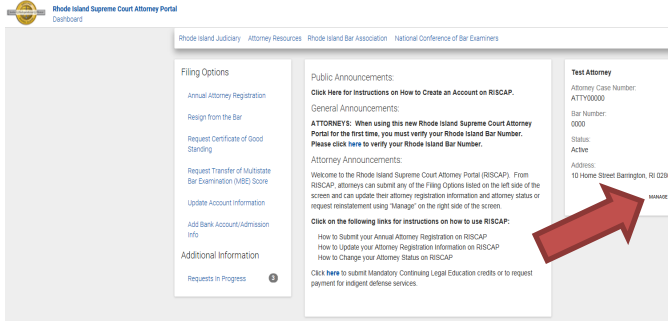 Rhode Island Supreme Court Attorney Portal
Dashboard
Rhode Island Judiciary Attorney Resources Rhode Island Bar Association National Conference of Bar Examiners
Filing Options
Annual Attorney Registration
Resign from the Bar
Request Certificate of Good
Standing
Request Transfer of Multistate
Bar Examination (MBE) Score
Update Account Information
Add Bank Account/Admission
Info
Additional Information
Requests In Progress
Public Announcements:
Click Here for Instructions on How to Create an Account on RISCAP.
General Announcements:
ATTORNEYS: When using this new Rhode Island Supreme Court Attorney
Portal for the first time, you must verify your Rhode Island Bar Number.
Please click here to verify your Rhode Island Bar Number.
Attorney Announcements:
Welcome to the Rhode Island Supreme Court Attorney Portal (RISCAP). From
RISCAP, attorneys can submit any of the Filing Options listed on the left side of the
screen and can update their attorney registration information and attorney status or
request reinstatement using "Manage" on the right side of the screen.
Click on the following links for instructions on how to use RISCAP:
How to Submit your Annual Attorney Registration on RISCAP
How to Update your Attorney Registration Information on RISCAP
How to Change your Attorney Status on RISCAP
Click here to submit Mandatory Continuing Legal Education credits or to request
payment for indigent defense services.
Test Attorney
Attorney Case Number:
ATTY00000
Bar Number:
0000
Status:
Active
Address:
10 Home Street Barrington, RI 028
MANAGE